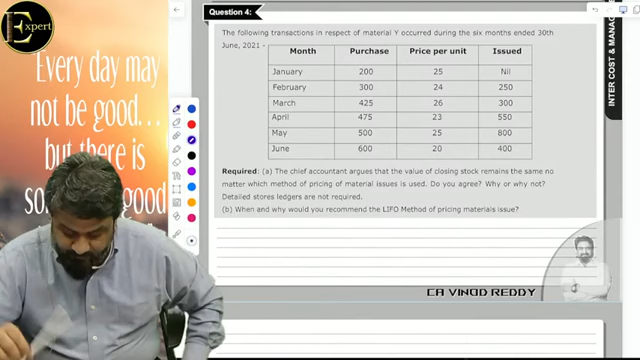 Expert
Every day may
not be good...
but there is
Question 4:
The following transactions in respect of material Y occurred during the six months ended 30th
June, 2021 -
Month Purchase Price per unit Issued
January 200 25 Nil
February 300 24 250
March 425 26 300
April 475 23 550
May 500 25 800
June 600 20 400
Required: (a) The chief accountant argues that the value of closing stock remains the same no
matter which method of pricing of material issues is used. Do you agree? Why or why not?
Detailed stores ledgers are not required.
(b) When and why would you recommend the LIFO Method of pricing materials issue?
CA VINOD REDDY
INTER COST &